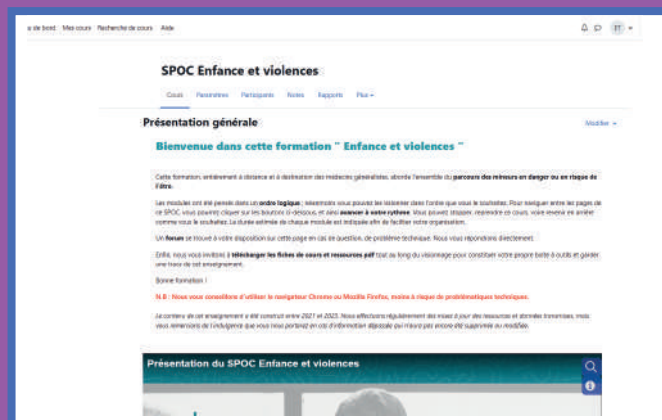 e de bord Mes cours Recherche de cours Aide
ET
SPOC Enfance et violences
Cours Paramètres Participants Notes Rapports Plus
Présentation générale
Modifier
Bienvenue dans cette formation " Enfance et violences "
Cette formation, entièrement à distance et à destination des médecins généralistes, aborde l'ensemble du parcours des mineurs en danger ou en risque de
l'être.
Les modules ont été pensés dans un ordre logique ; néanmoins vous pouvez les visionner dans l'ordre que vous le souhaitez. Pour naviguer entre les pages de
ce SPOC, vous pouvez cliquer sur les boutons ci-dessous, et ainsi avancer à votre rythme. Vous pouvez stopper, reprendre ce cours, voire revenir en arrière
comme vous le souhaitez. La durée estimée de chaque module est indiquée afin de faciliter votre organisation.
Un forum se trouve à votre disposition sur cette page en cas de question, de problème technique. Nous vous répondrons directement.
Enfin, nous vous invitons à télécharger les fiches de cours et ressources pdf tout au long du visionnage pour constituer votre propre boite à outils et garder
une trace de cet enseignement.
Bonne formation !
N.B : Nous vous conseillons d'utiliser le navigateur Chrome ou Mozilla Firefox, moins à risque de problématiques techniques.
Le contenu de cet enseignement a été construit entre 2021 et 2023. Nous effectuons régulièrement des mises à jour des ressources et données transmises, mais
vous remercions de l'indulgence que vous nous porterez en cas d'information dépassée qui n'aura pas encore été supprimée ou modifiée.
Présentation du SPOC Enfance et violences